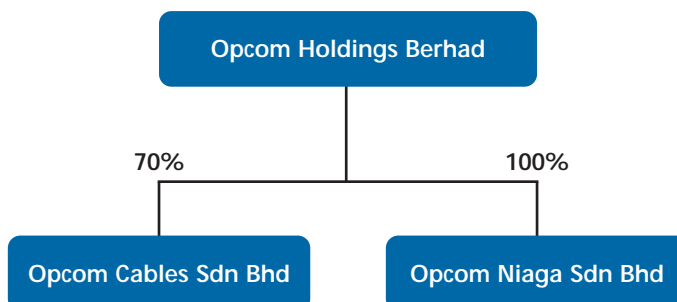 Opcom Holdings Berhad
70%
100%
Opcom Cables Sdn Bhd
Opcom Niaga Sdn Bhd